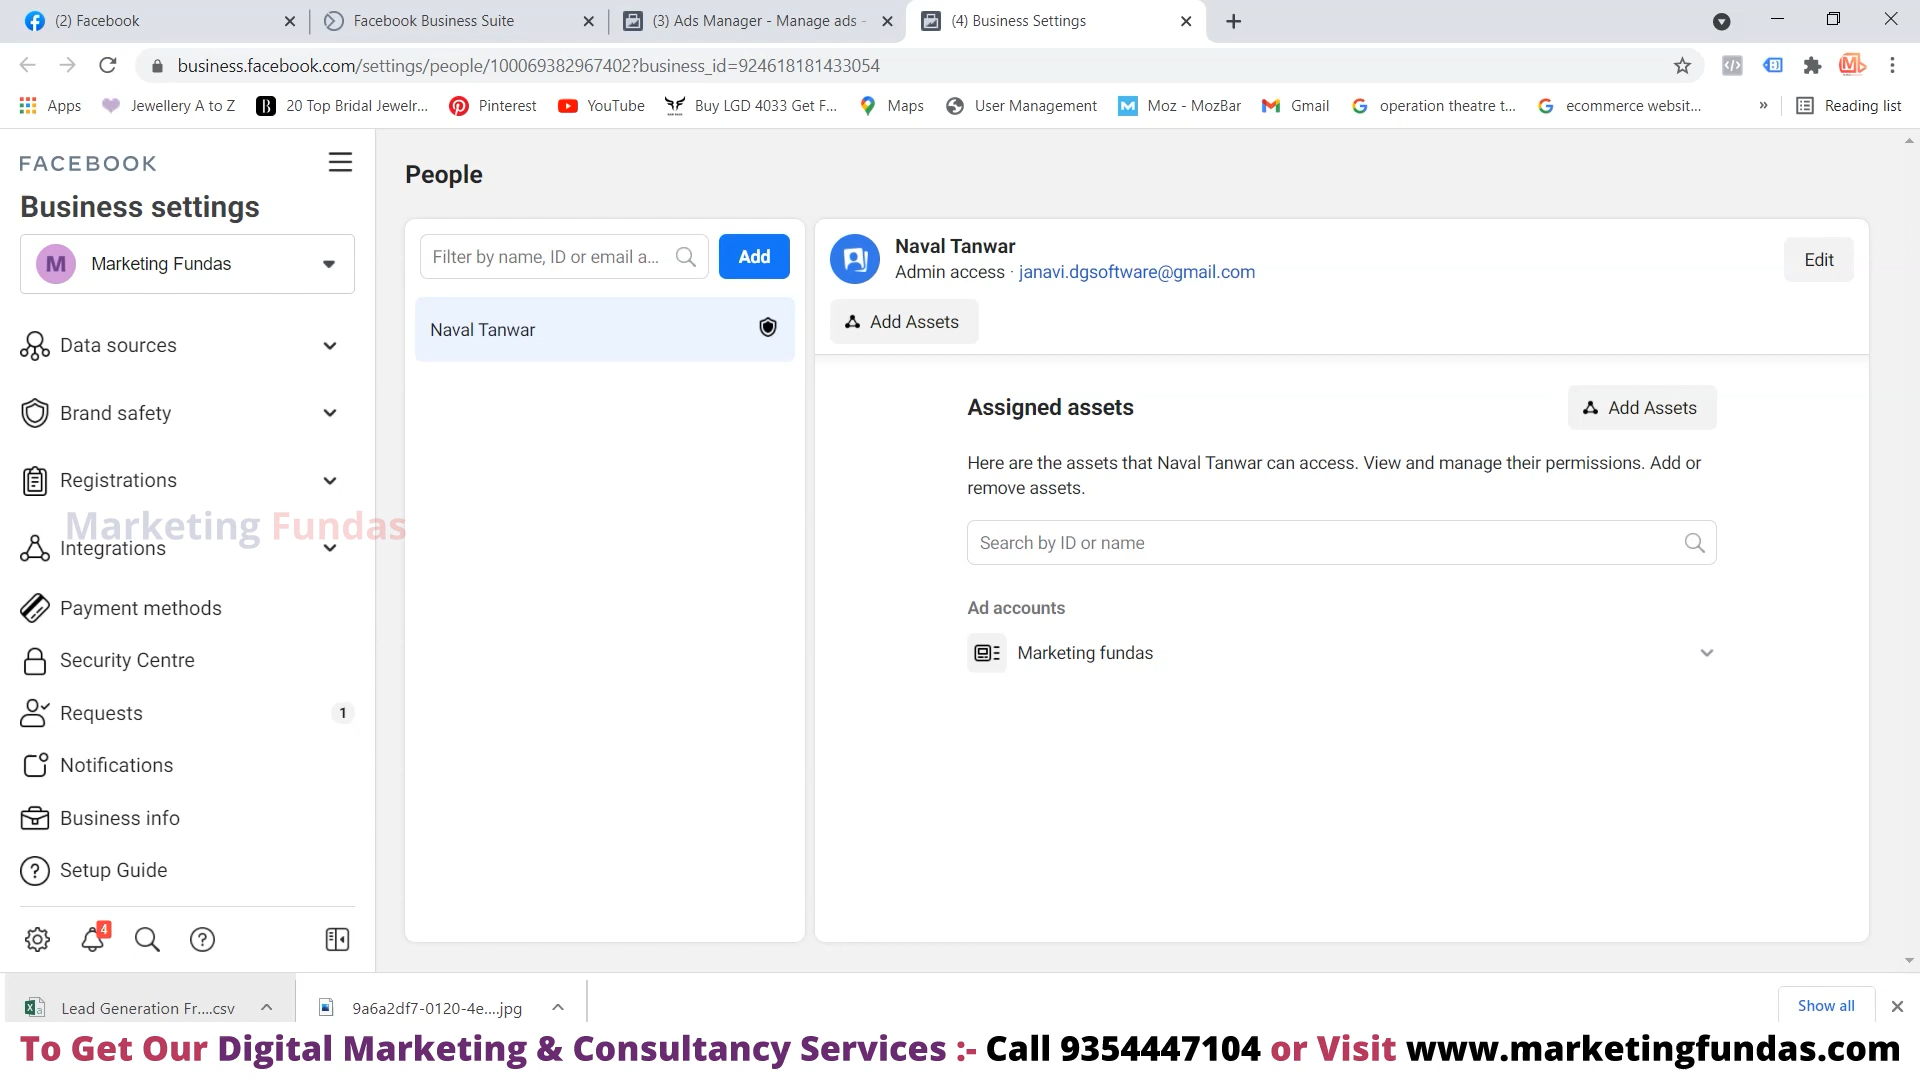 (2) Facebook
Facebook Business Suite
(3) Ads Manager - Manage ads -
(4) Business Settings
business.facebook.com/settings/people/100069382967402?business_id=924618181433054
Apps
Jewellery A to Z
20 Top Bridal Jewelr...
Pinterest
YouTube
Buy LGD 4033 Get F...
Maps
User Management
Moz - MozBar
Gmail
operation theatre t...
ecommerce websit...
»
Reading list
FACEBOOK
Business settings
M
Marketing Fundas
Data sources
Brand safety
Registrations
Marketing Fundas
Integrations
Payment methods
Security Centre
Requests
1
Notifications
Business info
Setup Guide
4
People
Filter by name, ID or email a...
Add
Naval Tanwar
Naval Tanwar
Admin access · janavi.dgsoftware@gmail.com
Edit
Add Assets
Assigned assets
Add Assets
Here are the assets that Naval Tanwar can access. View and manage their permissions. Add or
remove assets.
Search by ID or name
Ad accounts
Marketing fundas
Lead Generation Fr....csv
9a6a2df7-0120-4e....jpg
Show all
To Get Our Digital Marketing & Consultancy Services :- Call 9354447104 or Visit www.marketingfundas.com